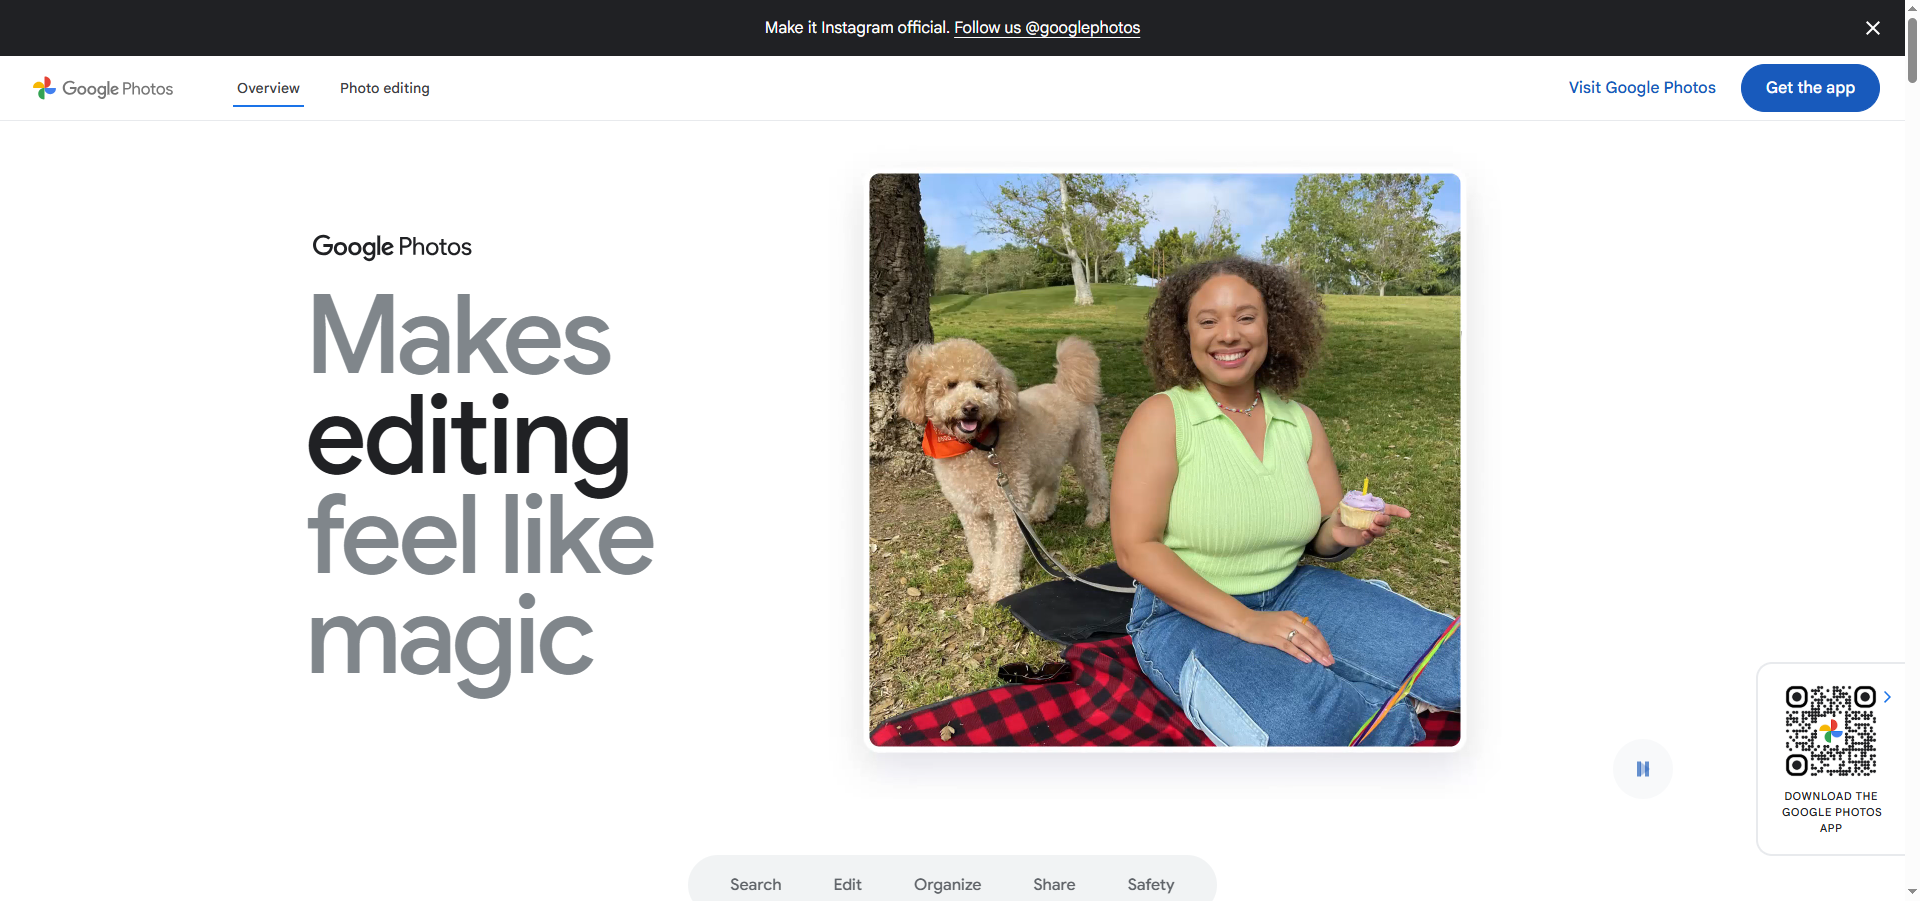 Make it Instagram official. Follow us @googlephotos
Google Photos
Overview
Photo editing
Visit Google Photos
Get the app
Google Photos
Makes
editing
feel like
magic
DOWNLOAD THE
GOOGLE PHOTOS
APP
Search
Edit
Organize
Share
Safety